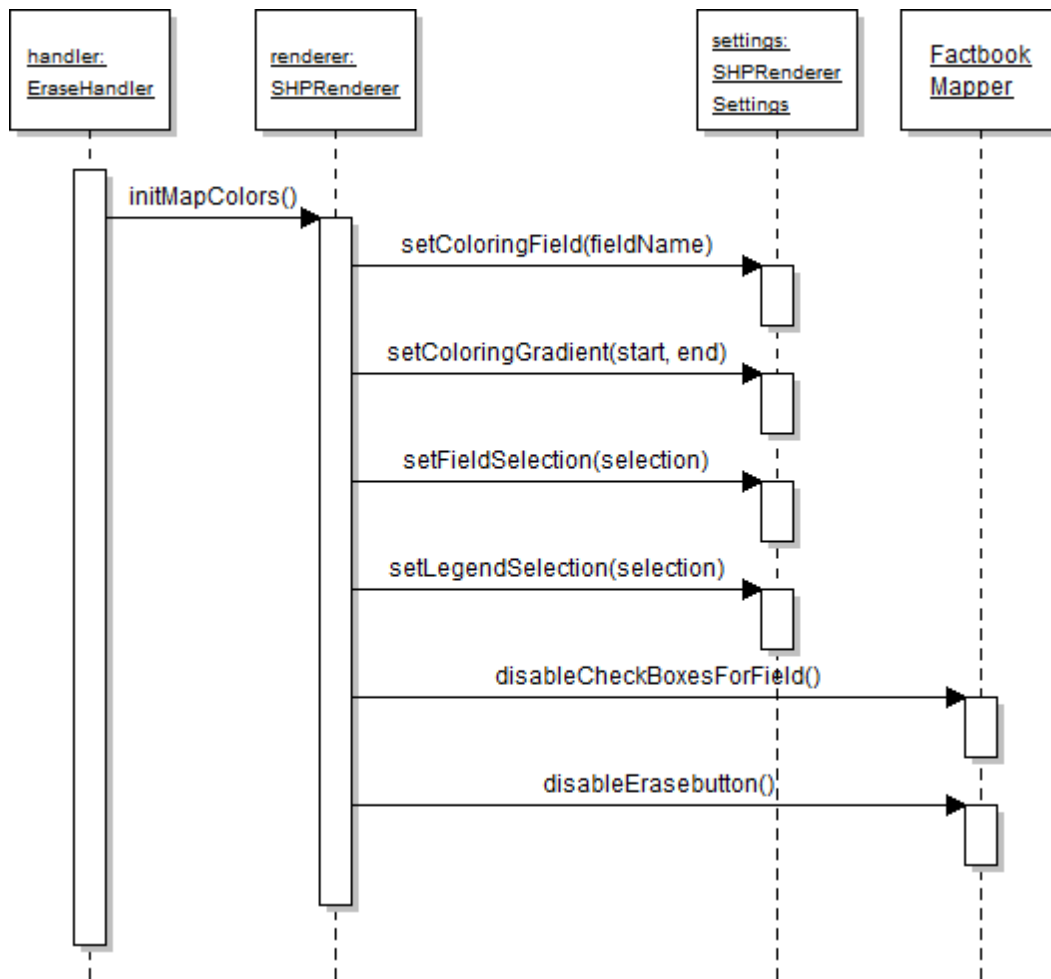 handler:
EraseHandler
renderer:
SHPRenderer
settings:
SHPRenderer
Settings
Factbook
Mapper
initMapColors()
setColoringField(fieldName)
setColoringGradient(start, end)
setFieldSelection(selection)
setLegendSelection(selection)
disableCheckBoxesForField()
disableErasebutton()